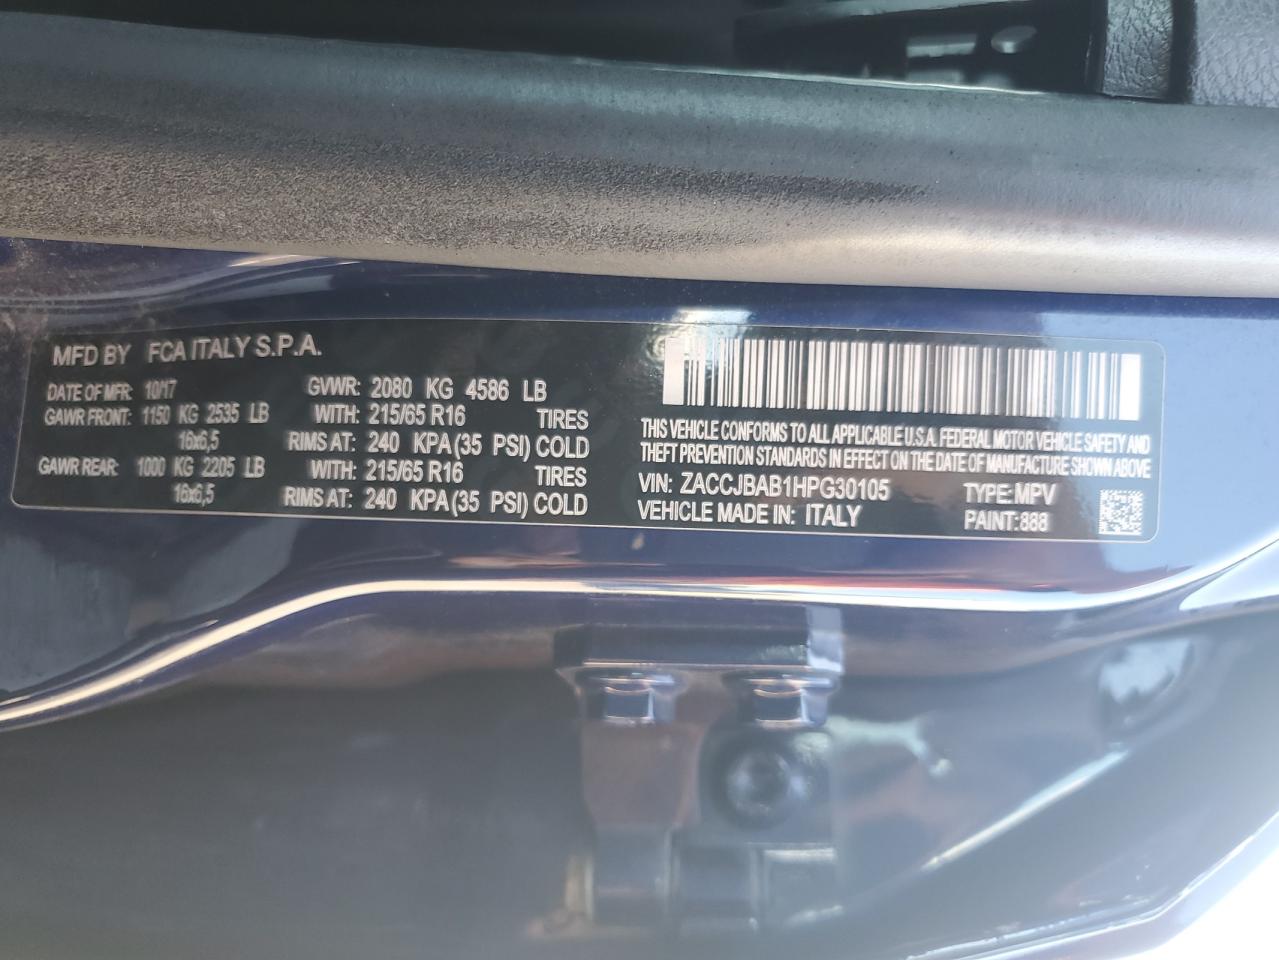 MFD BY FCA ITALY S.P.A.
DATE OF MFR: 10/17 GVWR: 2080 KG 4586 LB
GAWR FRONT: 1150 KG 2535 LB WITH: 215/65 R16 TIRES
16x6,5 RIMS AT: 240 KPA(35 PSI) COLD
GAWR REAR: 1000 KG 2205 LB WITH: 215/65 R16 TIRES
16x6,5 RIMS AT: 240 KPA(35 PSI) COLD
THIS VEHICLE CONFORMS TO ALL APPLICABLE U.S.A. FEDERAL MOTOR VEHICLE SAFETY AND
THEFT PREVENTION STANDARDS IN EFFECT ON THE DATE OF MANUFACTURE SHOWN ABOVE
VIN: ZACCJBAB1HPG30105 TYPE:MPV
VEHICLE MADE IN: ITALY PAINT:888